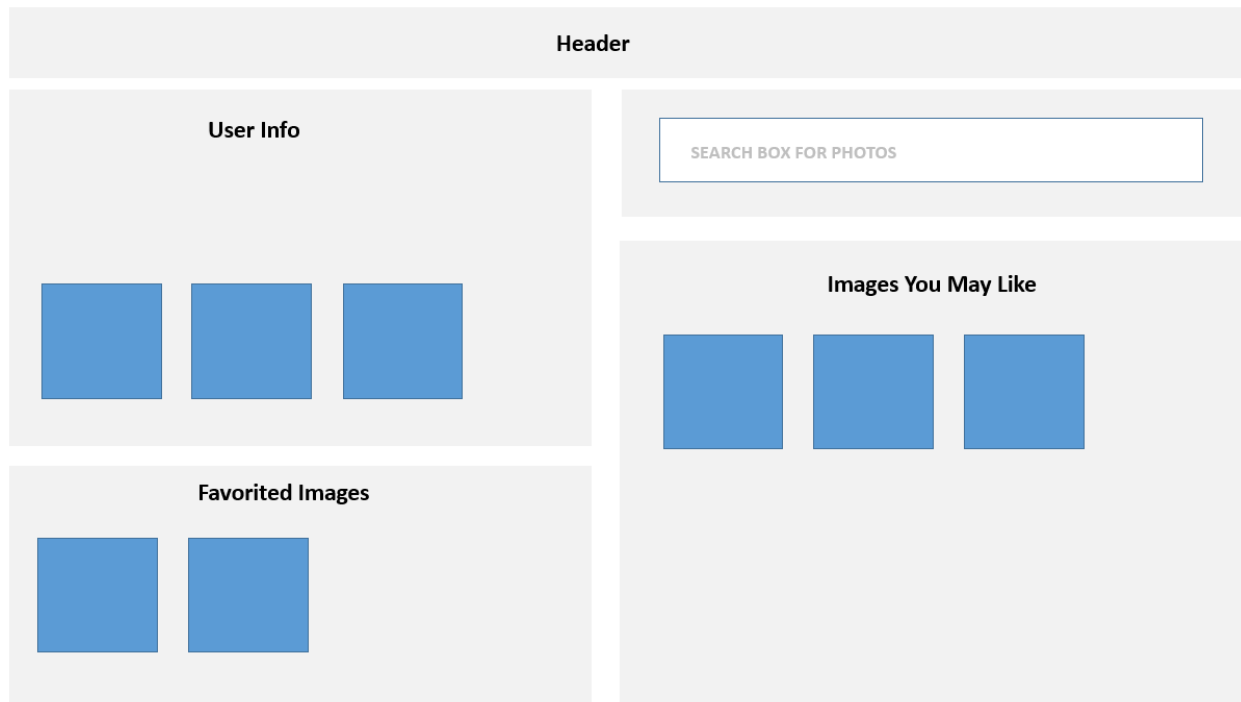 Header
User Info
SEARCH BOX FOR PHOTOS
Images You May Like
Favorited Images